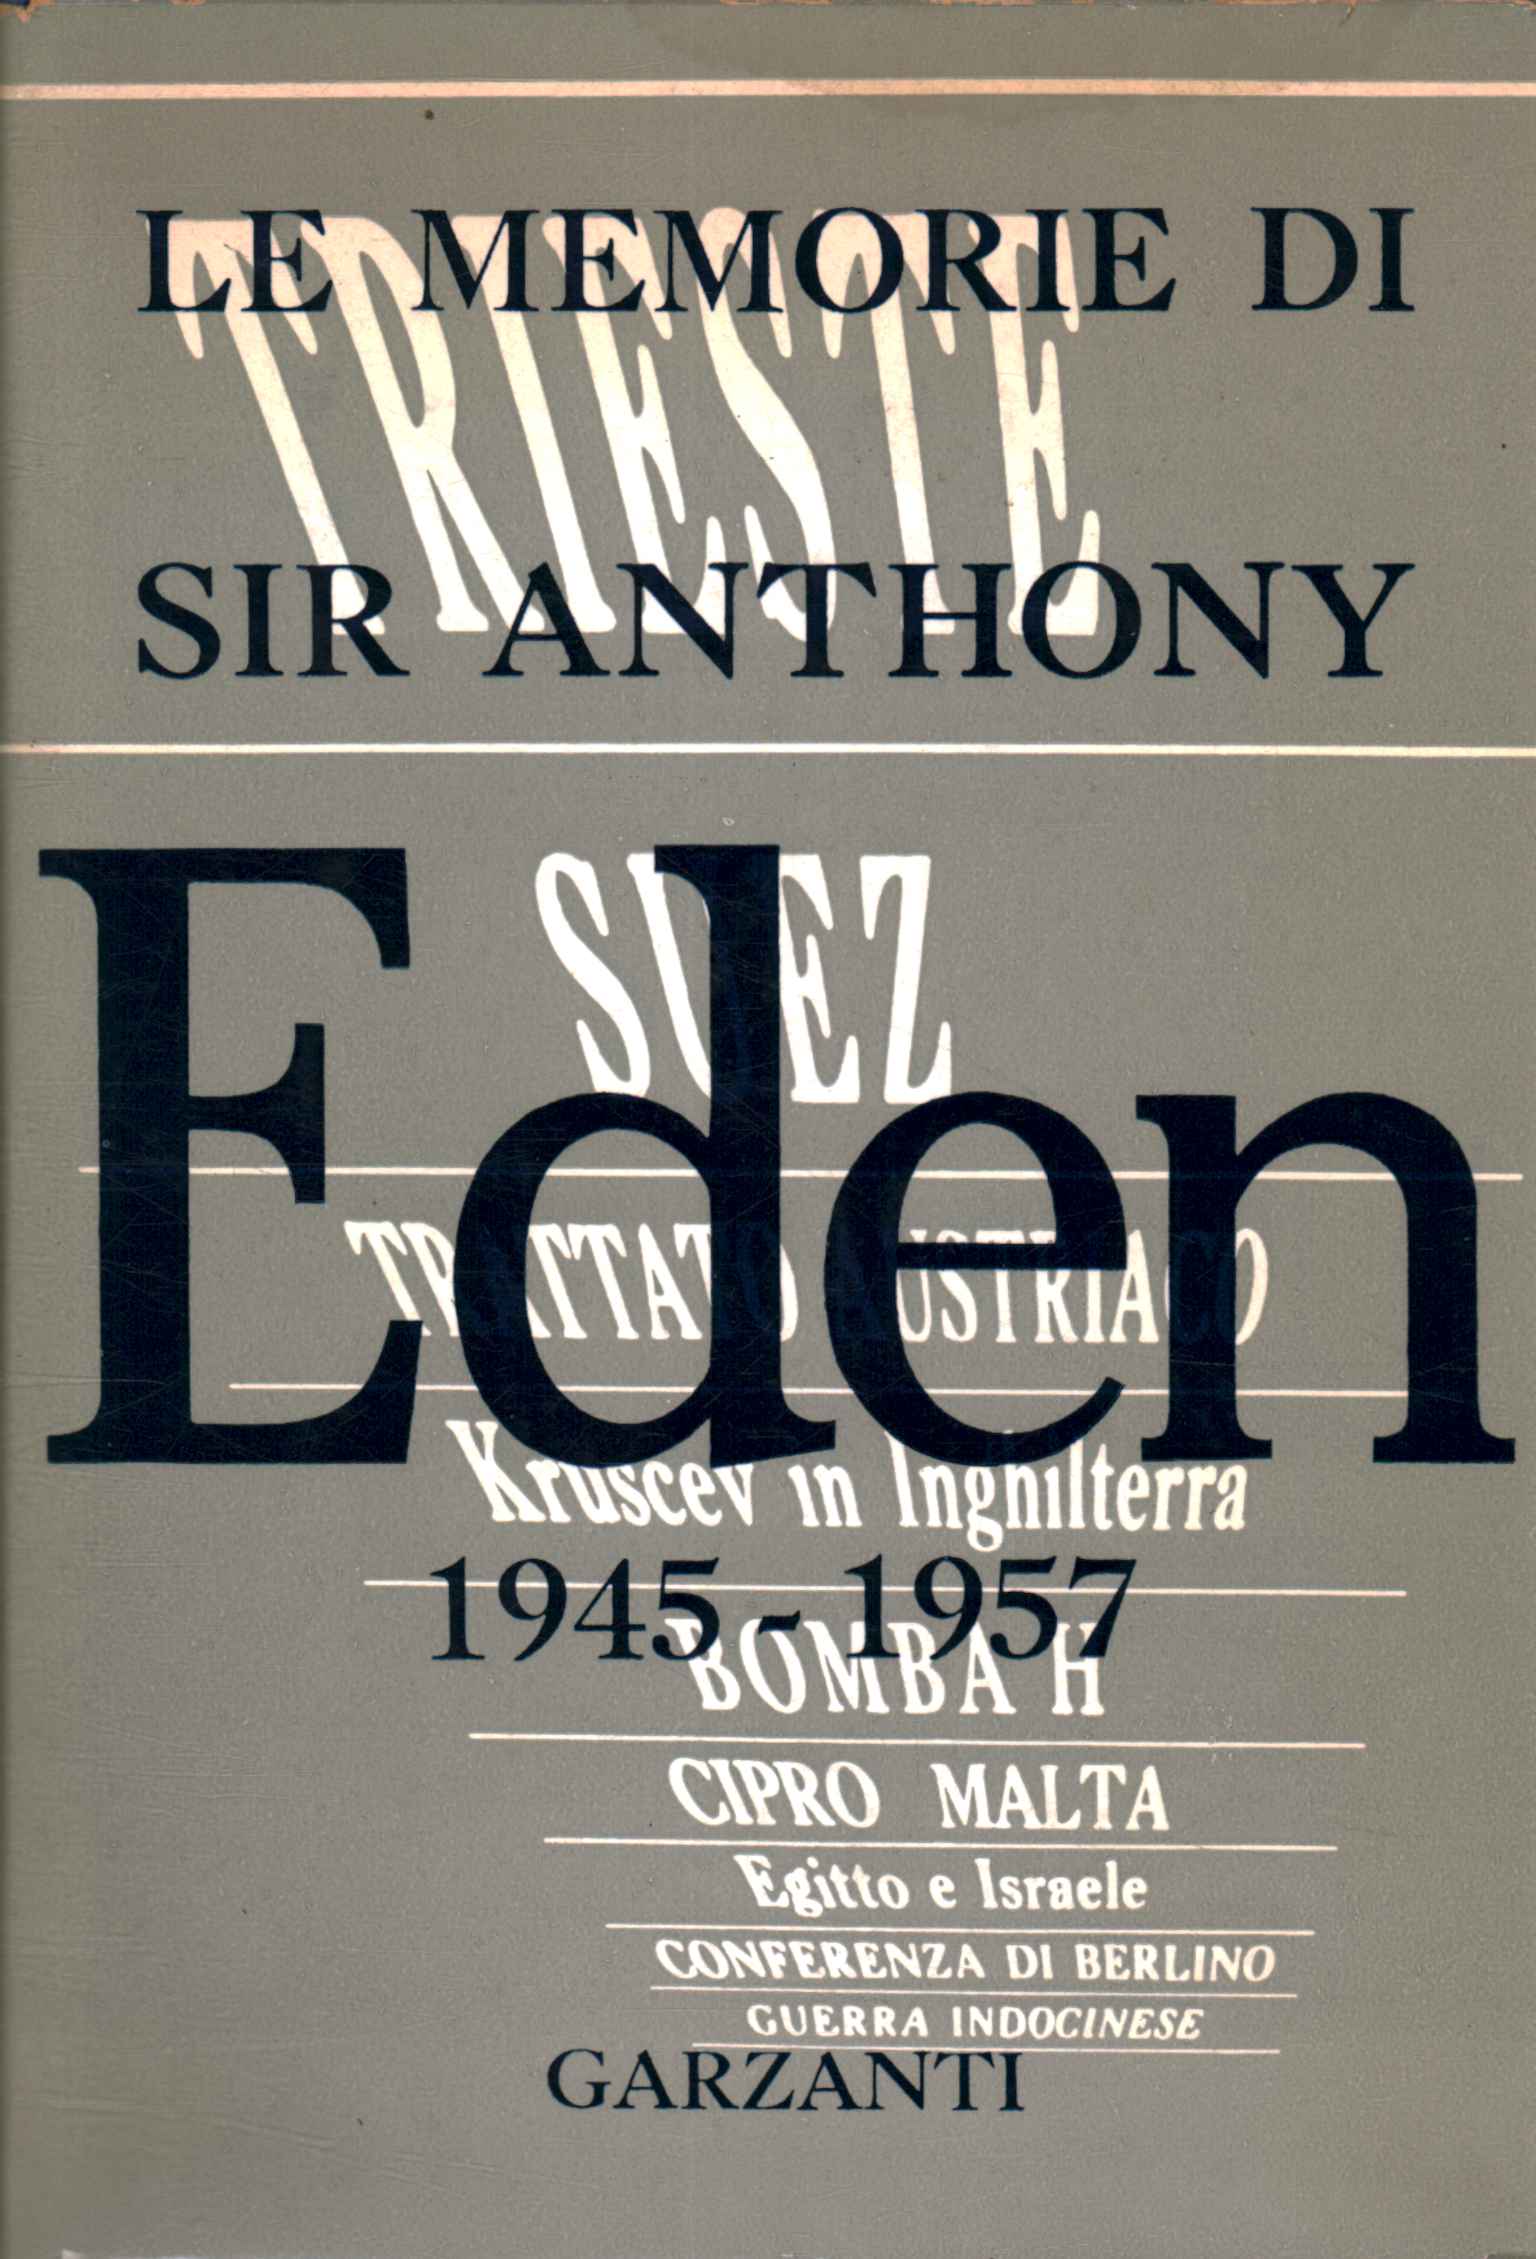 LE MEMORIE DI
TRIESTE
SIR ANTHONY
SUEZ
Eden
TRATTATO AUSTRIACO
Kruscev in Inghilterra
1945-1957
BOMBA H
CIPRO MALTA
Egitto e Israele
CONFERENZA DI BERLINO
GUERRA INDOCINESE
GARZANTI